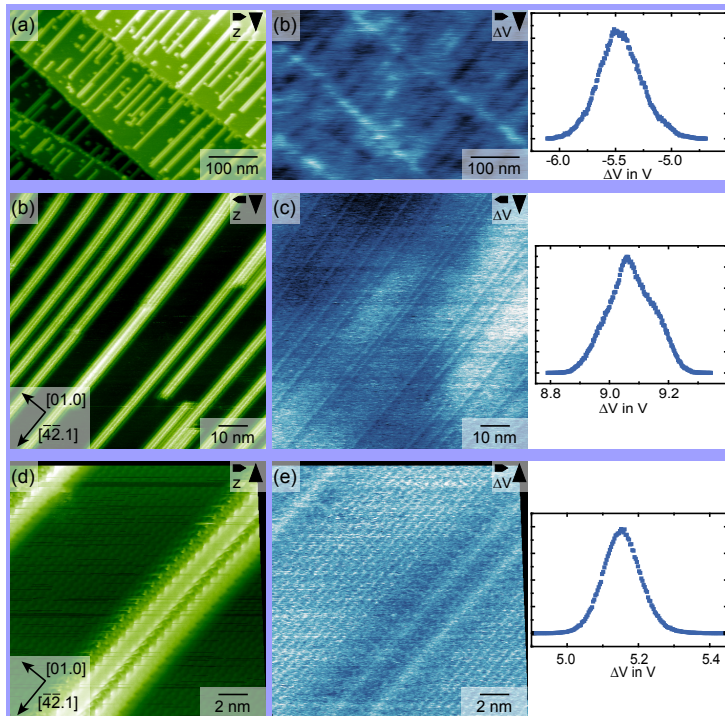 (a)
z
100 nm
(b)
ΔV
100 nm
-6.0 -5.5 -5.0
ΔV in V
(b)
z
[01.0]
[4̅2̅.1]
10 nm
(c)
ΔV
10 nm
8.8 9.0 9.2
ΔV in V
(d)
z
[01.0]
[4̅2̅.1]
2 nm
(e)
ΔV
2 nm
5.0 5.2 5.4
ΔV in V